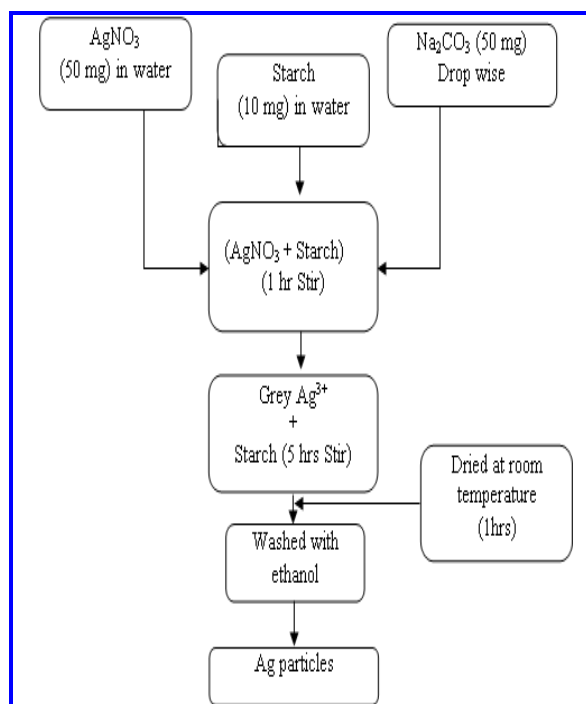 AgNO₃
(50 mg) in water
Starch
(10 mg) in water
Na₂CO₃ (50 mg)
Drop wise
(AgNO₃ + Starch)
(1 hr Stir)
Grey Ag³⁺
+
Starch (5 hrs Stir)
Dried at room
temperature
(1hrs)
Washed with
ethanol
Ag particles